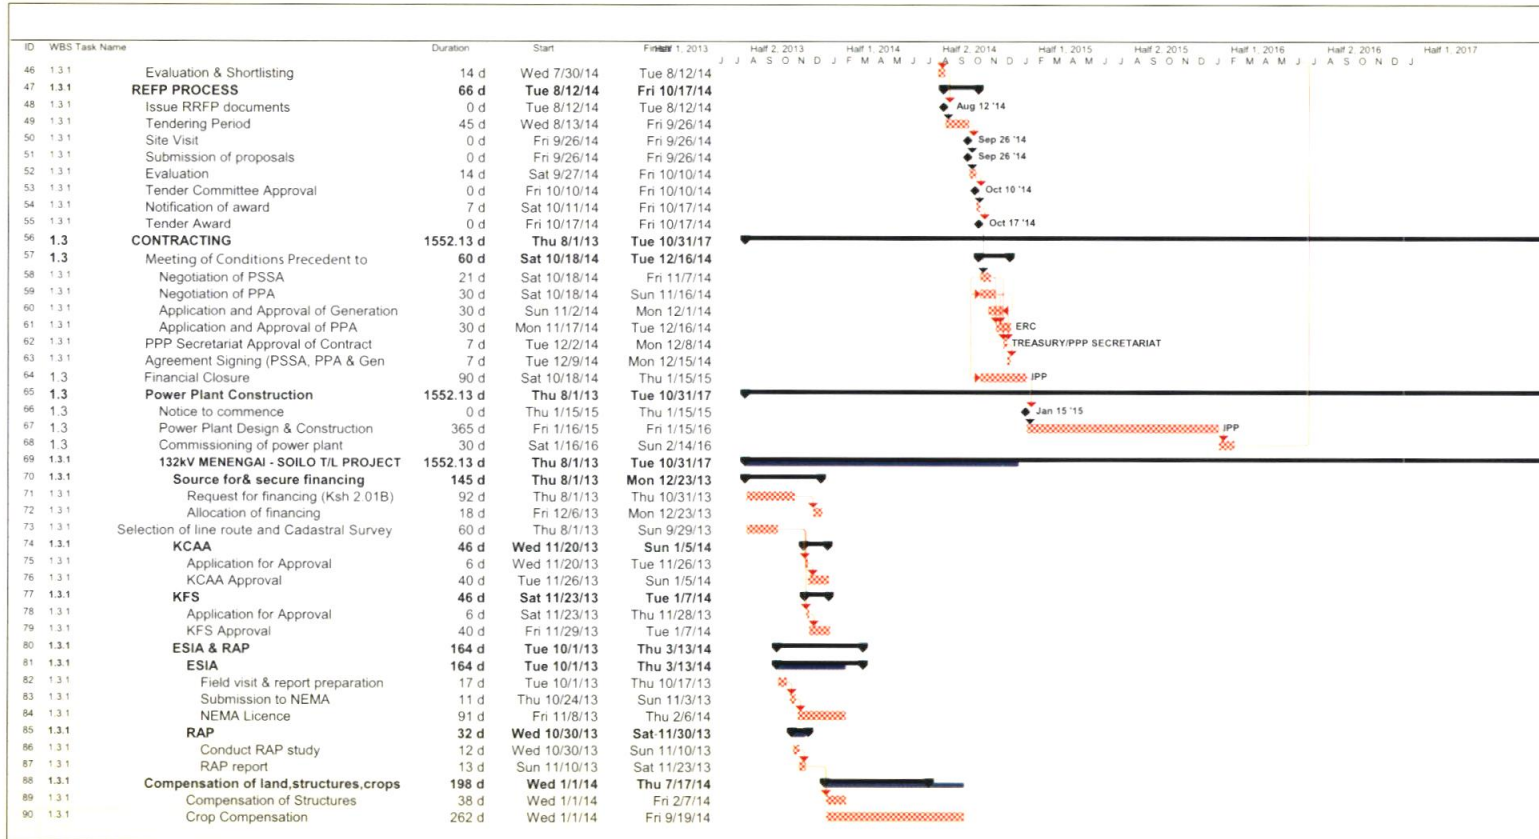 ID WBS Task Name Duration Start Finish Half 1, 2013 Half 2, 2013 Half 1, 2014 Half 2, 2014 Half 1, 2015 Half 2, 2015 Half 1, 2016 Half 2, 2016 Half 1, 2017
J J A S O N D J F M A M J J A S O N D J F M A M J J A S O N D J F M A M J J A S O N D J
46 1.3.1 Evaluation & Shortlisting 14 d Wed 7/30/14 Tue 8/12/14
47 1.3.1 REFP PROCESS 66 d Tue 8/12/14 Fri 10/17/14
48 1.3.1 Issue RRFP documents 0 d Tue 8/12/14 Tue 8/12/14 Aug 12 '14
49 1.3.1 Tendering Period 45 d Wed 8/13/14 Fri 9/26/14
50 1.3.1 Site Visit 0 d Fri 9/26/14 Fri 9/26/14 Sep 26 '14
51 1.3.1 Submission of proposals 0 d Fri 9/26/14 Fri 9/26/14 Sep 26 '14
52 1.3.1 Evaluation 14 d Sat 9/27/14 Fri 10/10/14
53 1.3.1 Tender Committee Approval 0 d Fri 10/10/14 Fri 10/10/14 Oct 10 '14
54 1.3.1 Notification of award 7 d Sat 10/11/14 Fri 10/17/14
55 1.3.1 Tender Award 0 d Fri 10/17/14 Fri 10/17/14 Oct 17 '14
56 1.3 CONTRACTING 1552.13 d Thu 8/1/13 Tue 10/31/17
57 1.3 Meeting of Conditions Precedent to 60 d Sat 10/18/14 Tue 12/16/14
58 1.3.1 Negotiation of PSSA 21 d Sat 10/18/14 Fri 11/7/14
59 1.3.1 Negotiation of PPA 30 d Sat 10/18/14 Sun 11/16/14
60 1.3.1 Application and Approval of Generation 30 d Sun 11/2/14 Mon 12/1/14
61 1.3.1 Application and Approval of PPA 30 d Mon 11/17/14 Tue 12/16/14 ERC
62 1.3.1 PPP Secretariat Approval of Contract 7 d Tue 12/2/14 Mon 12/8/14 TREASURY/PPP SECRETARIAT
63 1.3.1 Agreement Signing (PSSA, PPA & Gen 7 d Tue 12/9/14 Mon 12/15/14
64 1.3 Financial Closure 90 d Sat 10/18/14 Thu 1/15/15 IPP
65 1.3 Power Plant Construction 1552.13 d Thu 8/1/13 Tue 10/31/17
66 1.3 Notice to commence 0 d Thu 1/15/15 Thu 1/15/15 Jan 15 '15
67 1.3 Power Plant Design & Construction 365 d Fri 1/16/15 Fri 1/15/16 IPP
68 1.3 Commissioning of power plant 30 d Sat 1/16/16 Sun 2/14/16
69 1.3.1 132kV MENENGAI - SOILO T/L PROJECT 1552.13 d Thu 8/1/13 Tue 10/31/17
70 1.3.1 Source for& secure financing 145 d Thu 8/1/13 Mon 12/23/13
71 1.3.1 Request for financing (Ksh 2.01B) 92 d Thu 8/1/13 Thu 10/31/13
72 1.3.1 Allocation of financing 18 d Fri 12/6/13 Mon 12/23/13
73 1.3.1 Selection of line route and Cadastral Survey 60 d Thu 8/1/13 Sun 9/29/13
74 1.3.1 KCAA 46 d Wed 11/20/13 Sun 1/5/14
75 1.3.1 Application for Approval 6 d Wed 11/20/13 Tue 11/26/13
76 1.3.1 KCAA Approval 40 d Tue 11/26/13 Sun 1/5/14
77 1.3.1 KFS 46 d Sat 11/23/13 Tue 1/7/14
78 1.3.1 Application for Approval 6 d Sat 11/23/13 Thu 11/28/13
79 1.3.1 KFS Approval 40 d Fri 11/29/13 Tue 1/7/14
80 1.3.1 ESIA & RAP 164 d Tue 10/1/13 Thu 3/13/14
81 1.3.1 ESIA 164 d Tue 10/1/13 Thu 3/13/14
82 1.3.1 Field visit & report preparation 17 d Tue 10/1/13 Thu 10/17/13
83 1.3.1 Submission to NEMA 11 d Thu 10/24/13 Sun 11/3/13
84 1.3.1 NEMA Licence 91 d Fri 11/8/13 Thu 2/6/14
85 1.3.1 RAP 32 d Wed 10/30/13 Sat 11/30/13
86 1.3.1 Conduct RAP study 12 d Wed 10/30/13 Sun 11/10/13
87 1.3.1 RAP report 13 d Sun 11/10/13 Sat 11/23/13
88 1.3.1 Compensation of land,structures,crops 198 d Wed 1/1/14 Thu 7/17/14
89 1.3.1 Compensation of Structures 38 d Wed 1/1/14 Fri 2/7/14
90 1.3.1 Crop Compensation 262 d Wed 1/1/14 Fri 9/19/14